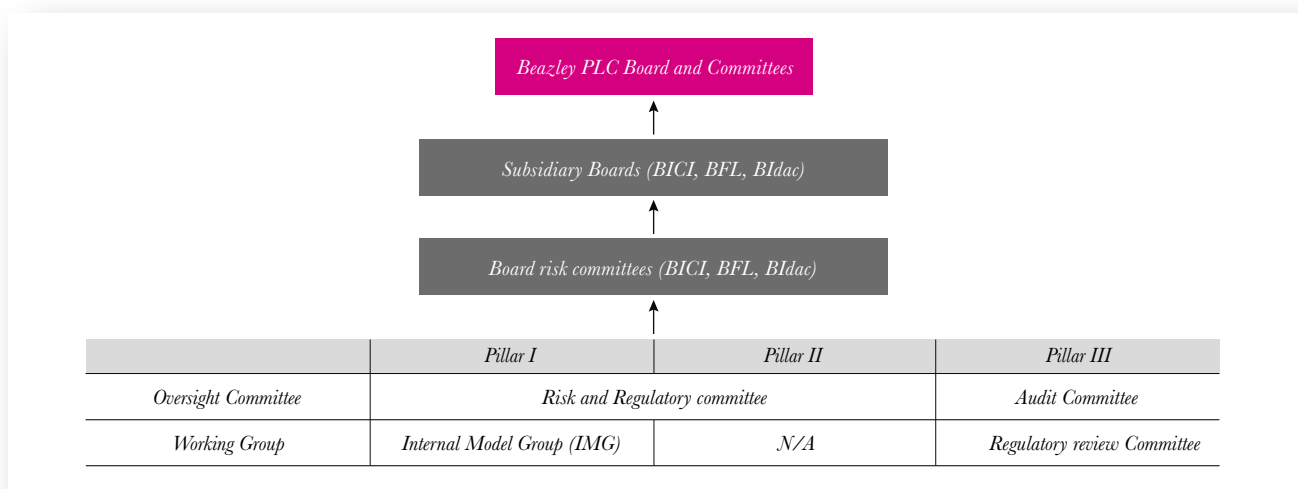 Beazley PLC Board and Committees
Subsidiary Boards (BICI, BFL, BIdac)
Board risk committees (BICI, BFL, BIdac)
Pillar I Pillar II Pillar III
Oversight Committee Risk and Regulatory committee Audit Committee
Working Group Internal Model Group (IMG) N/A Regulatory review Committee